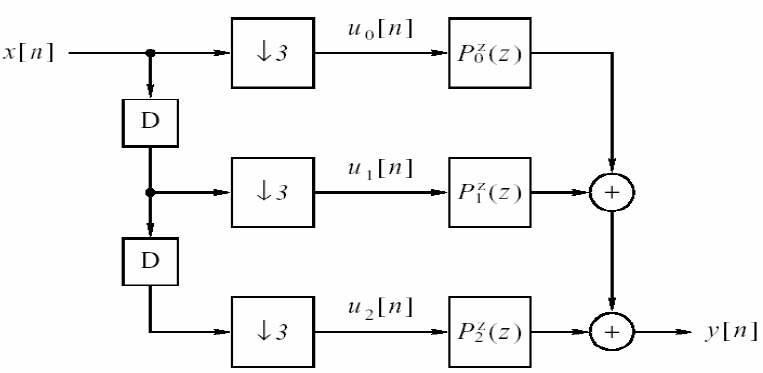 x[n] ↓3 u₀[n] P₀ᶻ(z)
D
↓3 u₁[n] P₁ᶻ(z) +
D
↓3 u₂[n] P₂ᶻ(z) + y[n]